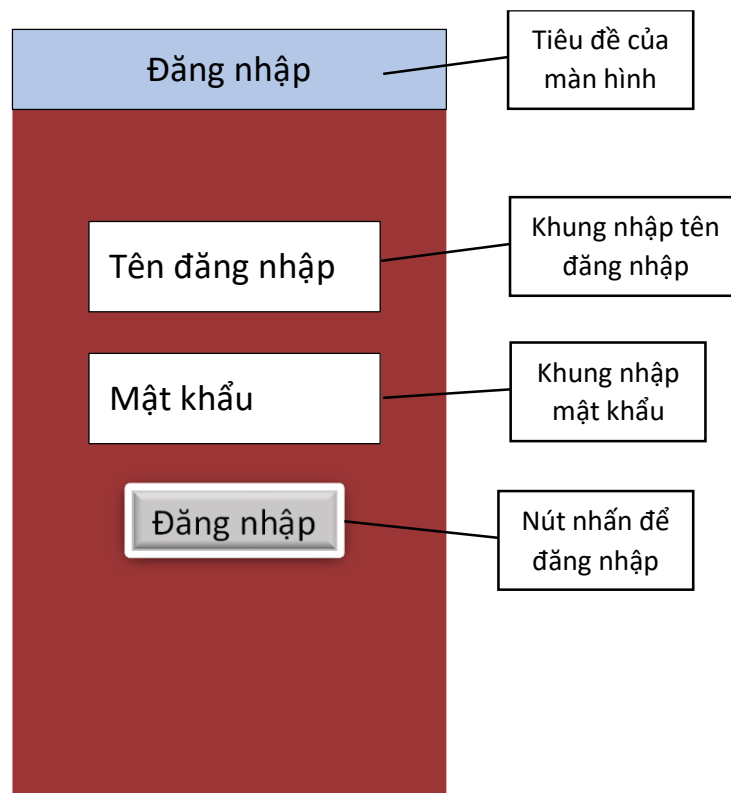 Đăng nhập
Tiêu đề của
màn hình
Tên đăng nhập
Khung nhập tên
đăng nhập
Mật khẩu
Khung nhập
mật khẩu
Đăng nhập
Nút nhấn để
đăng nhập